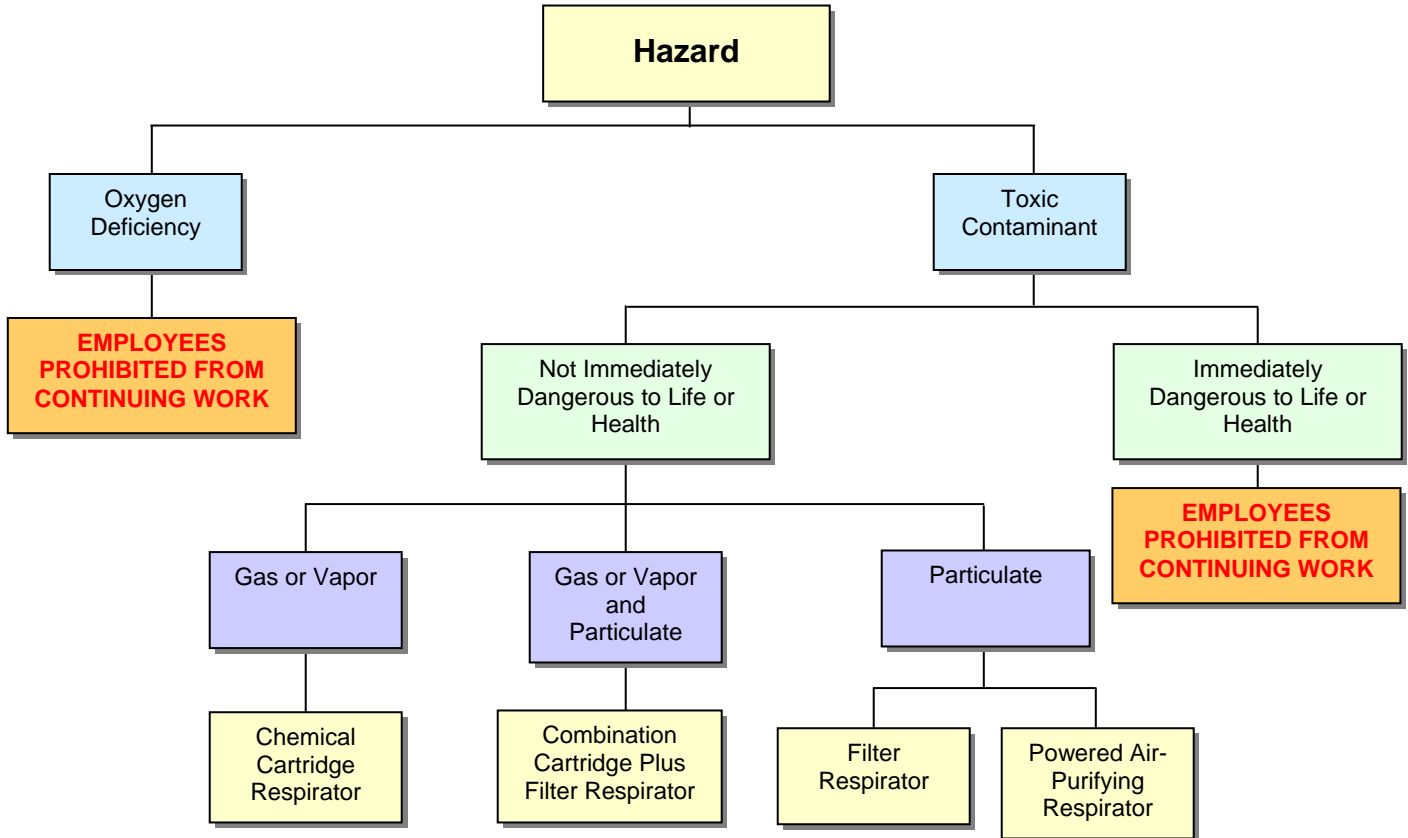 Hazard
Oxygen
Deficiency
Toxic
Contaminant
EMPLOYEES
PROHIBITED FROM
CONTINUING WORK
Not Immediately
Dangerous to Life or
Health
Immediately
Dangerous to Life or
Health
EMPLOYEES
PROHIBITED FROM
CONTINUING WORK
Gas or Vapor
Gas or Vapor
and
Particulate
Particulate
Chemical
Cartridge
Respirator
Combination
Cartridge Plus
Filter Respirator
Filter
Respirator
Powered Air-
Purifying
Respirator